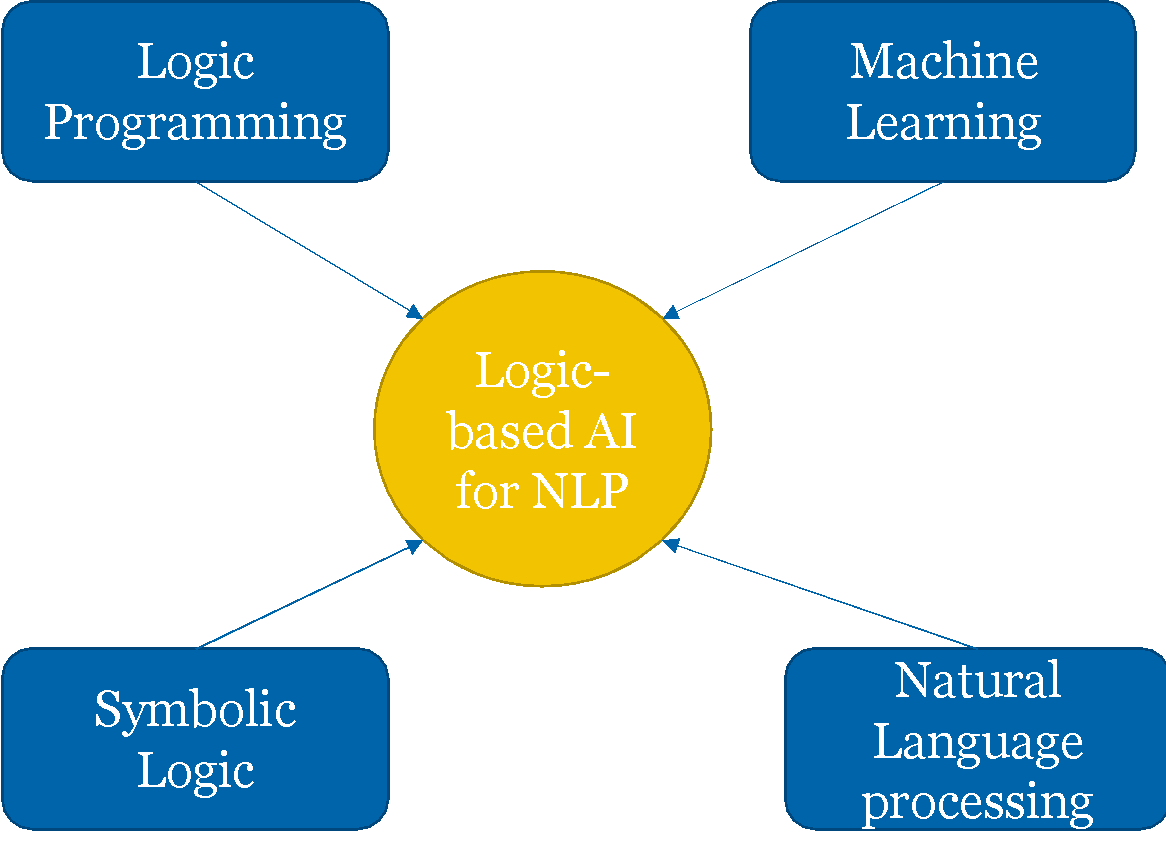 Logic
Programming
Machine
Learning
Logic-
based AI
for NLP
Symbolic
Logic
Natural
Language
processing